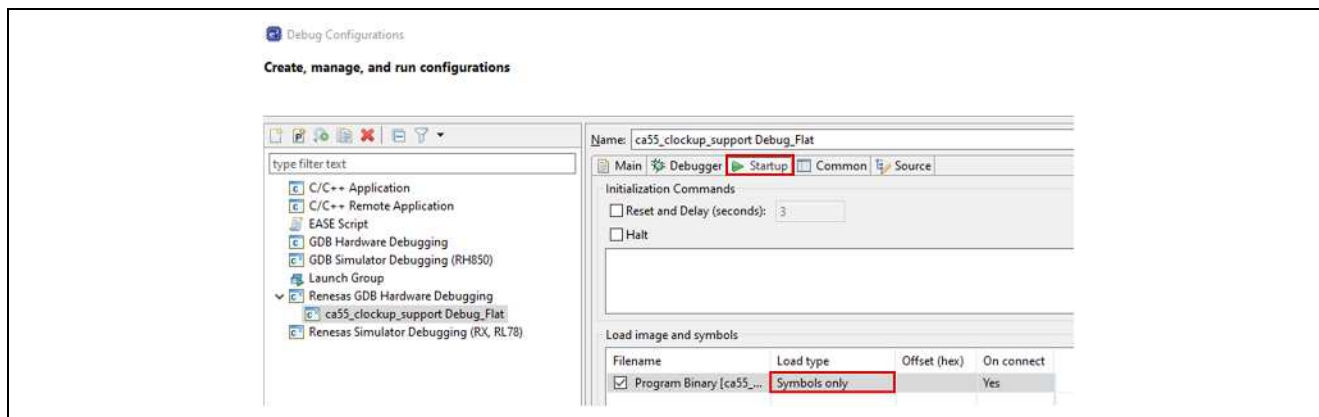 Debug Configurations
Create, manage, and run configurations
Name: ca55_clockup_support Debug_Flat
type filter text
Main Debugger Startup Common Source
C/C++ Application
C/C++ Remote Application
EASE Script
GDB Hardware Debugging
GDB Simulator Debugging (RH850)
Launch Group
Renesas GDB Hardware Debugging
ca55_clockup_support Debug_Flat
Renesas Simulator Debugging (RX, RL78)
Initialization Commands
Reset and Delay (seconds): 3
Halt
Load image and symbols
Filename Load type Offset (hex) On connect
Program Binary [ca55_... Symbols only Yes